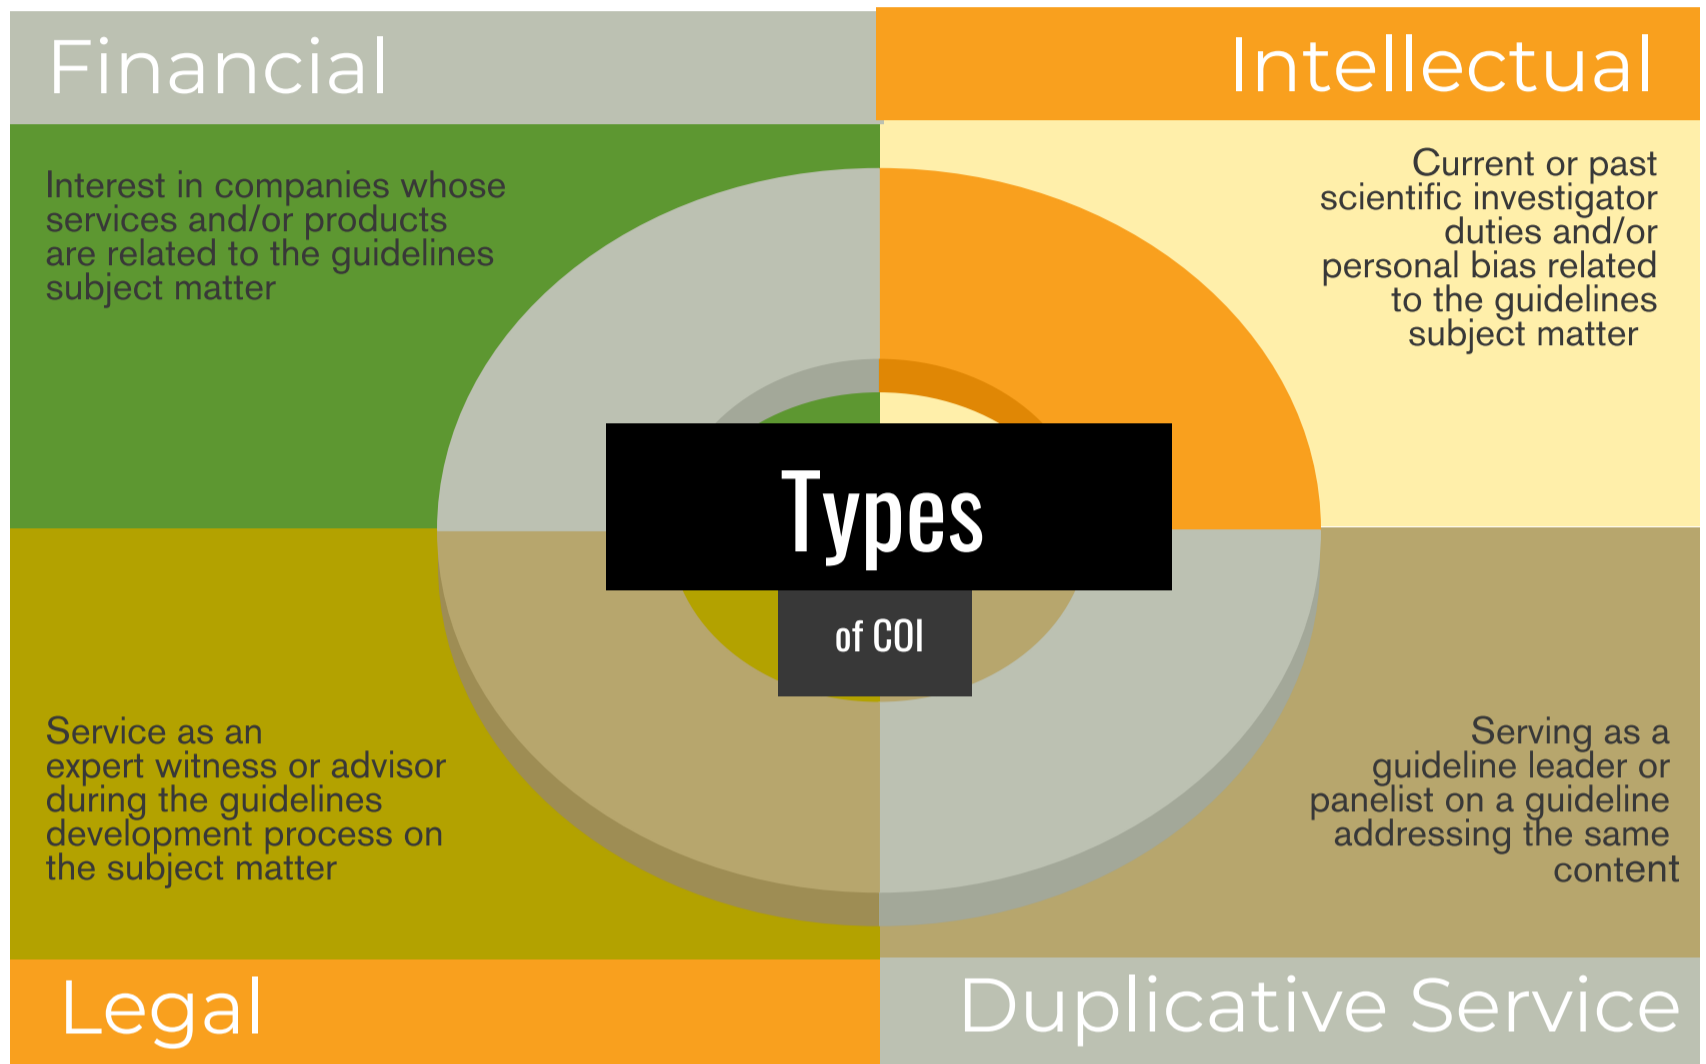 Financial
Interest in companies whose
services and/or products
are related to the guidelines
subject matter
Intellectual
Current or past
scientific investigator
duties and/or
personal bias related
to the guidelines
subject matter
Types
of COI
Service as an
expert witness or advisor
during the guidelines
development process on
the subject matter
Legal
Serving as a
guideline leader or
panelist on a guideline
addressing the same
content
Duplicative Service